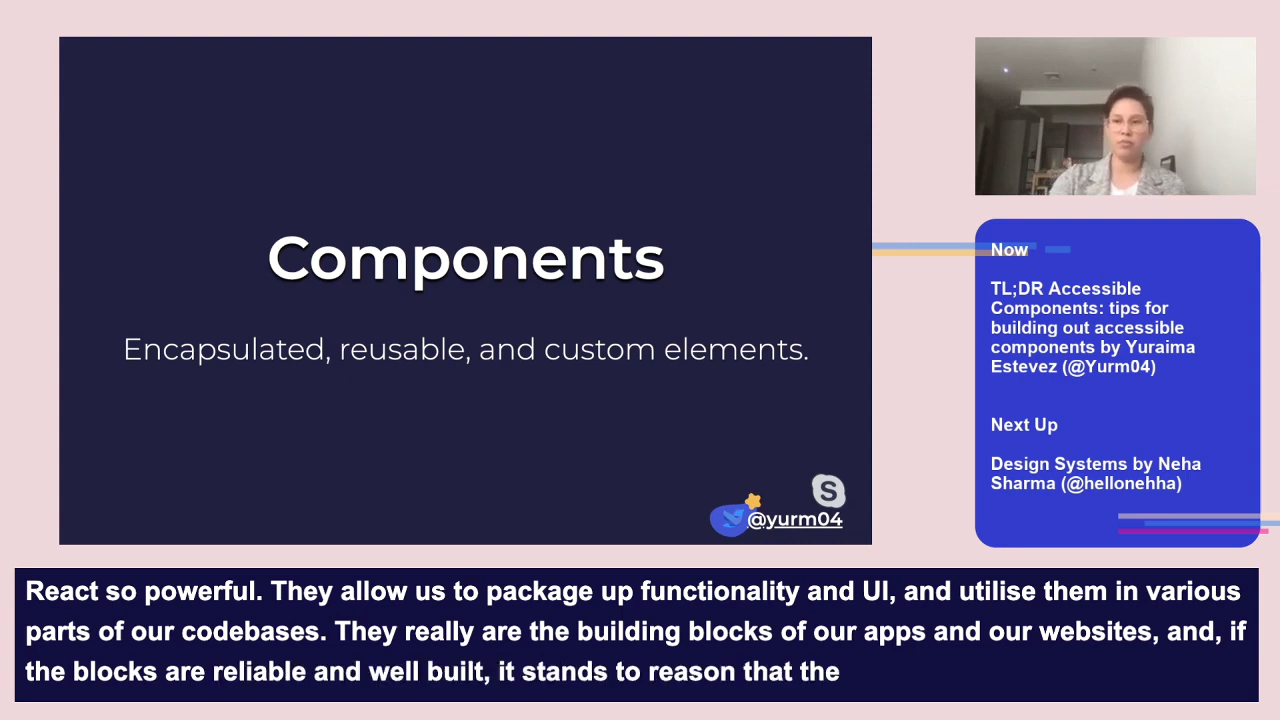 Components
Encapsulated, reusable, and custom elements.
S
@yurm04
Now
TL;DR Accessible
Components: tips for
building out accessible
components by Yuraima
Estevez (@Yurm04)
Next Up
Design Systems by Neha
Sharma (@hellonehha)
React so powerful. They allow us to package up functionality and UI, and utilise them in various
parts of our codebases. They really are the building blocks of our apps and our websites, and, if
the blocks are reliable and well built, it stands to reason that the